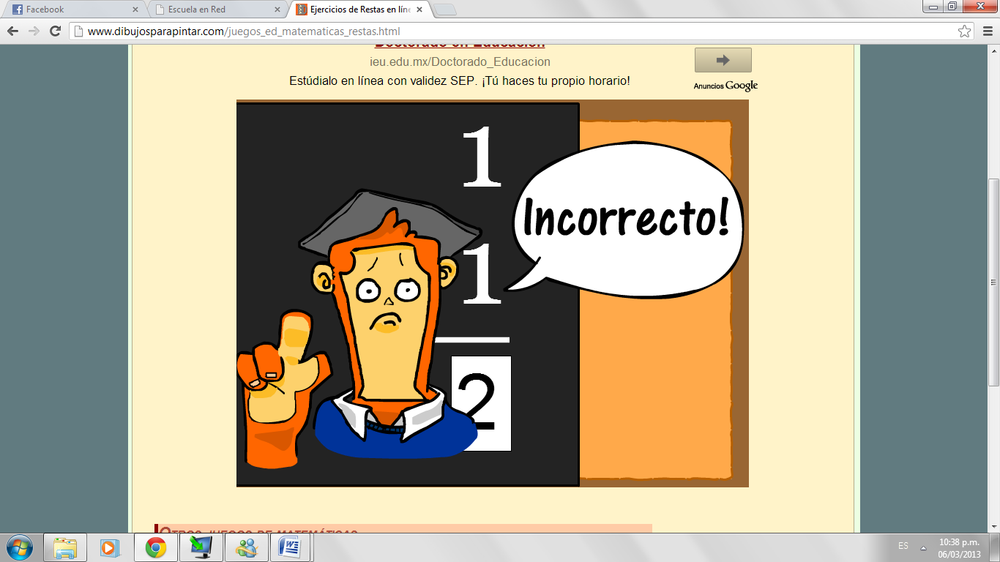 Facebook
Escuela en Red
Ejercicios de Restas en líne
www.dibujosparapintar.com/juegos_ed_matematicas_restas.html
Doctorado en Educación
ieu.edu.mx/Doctorado_Educacion
Estúdialo en línea con validez SEP. ¡Tú haces tu propio horario!
Anuncios Google
1
Incorrecto!
1
2
OTROS JUEGOS DE MATEMÁTICAS
ES
10:38 p.m.
06/03/2013